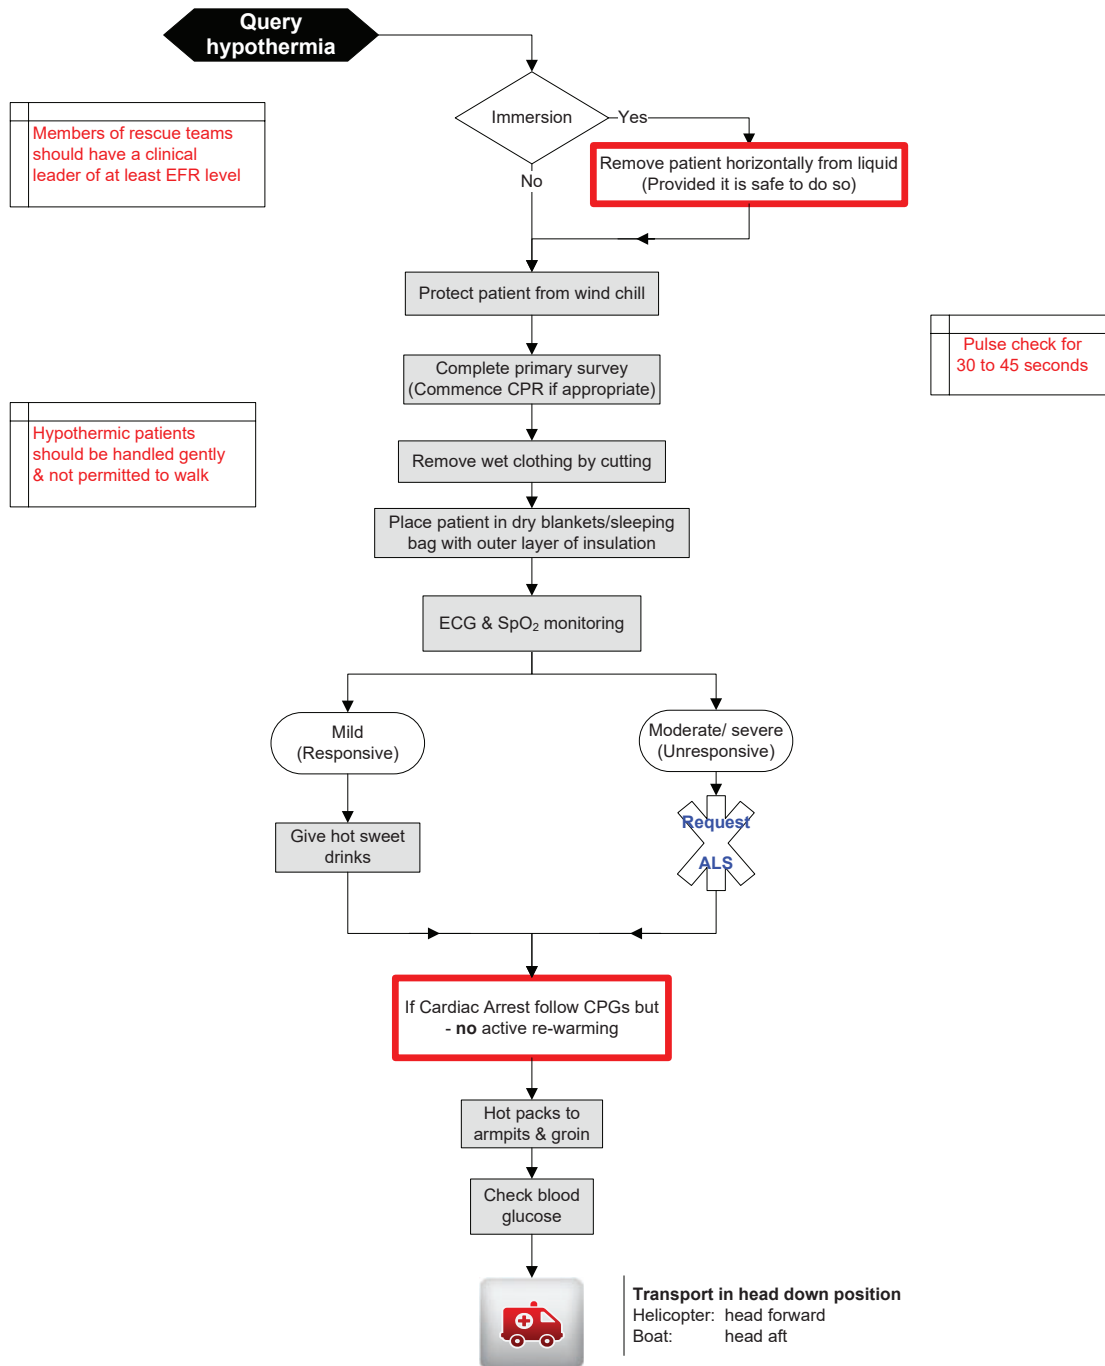 Query
hypothermia
Immersion
Yes
No
Members of rescue teams
should have a clinical
leader of at least EFR level
Remove patient horizontally from liquid
(Provided it is safe to do so)
Protect patient from wind chill
Pulse check for
30 to 45 seconds
Complete primary survey
(Commence CPR if appropriate)
Hypothermic patients
should be handled gently
& not permitted to walk
Remove wet clothing by cutting
Place patient in dry blankets/sleeping
bag with outer layer of insulation
ECG & SpO₂ monitoring
Mild
(Responsive)
Moderate/ severe
(Unresponsive)
Give hot sweet
drinks
Request
ALS
If Cardiac Arrest follow CPGs but
- no active re-warming
Hot packs to
armpits & groin
Check blood
glucose
Transport in head down position
Helicopter: head forward
Boat: head aft